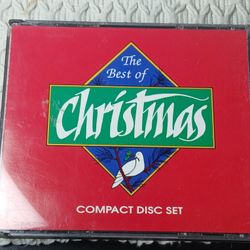 The
Best of
Christmas
COMPACT DISC SET